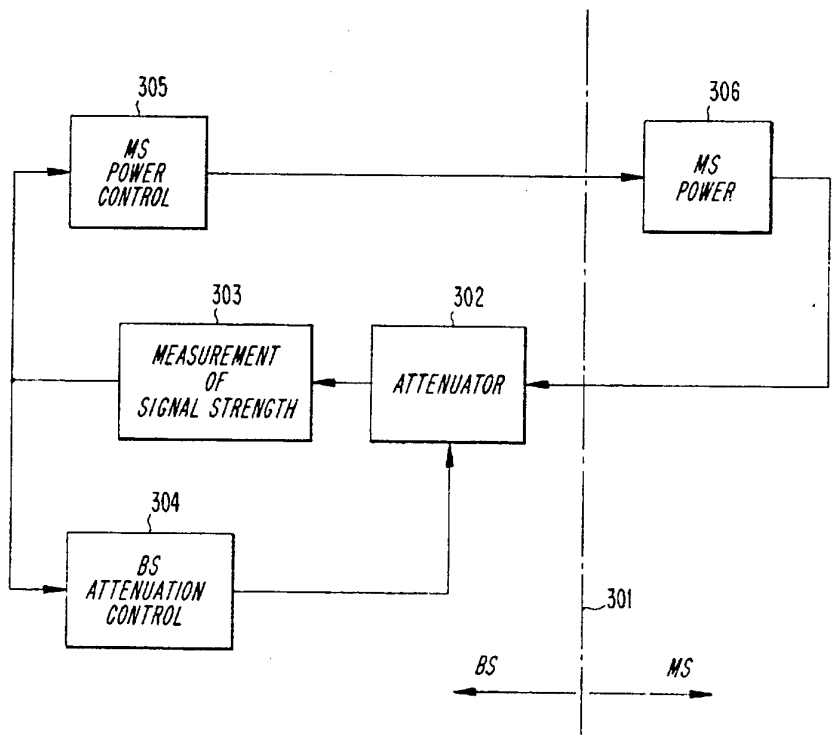 305
MS
POWER
CONTROL
306
MS
POWER
303
MEASUREMENT
OF
SIGNAL STRENGTH
302
ATTENUATOR
304
BS
ATTENUATION
CONTROL
301
BS
MS